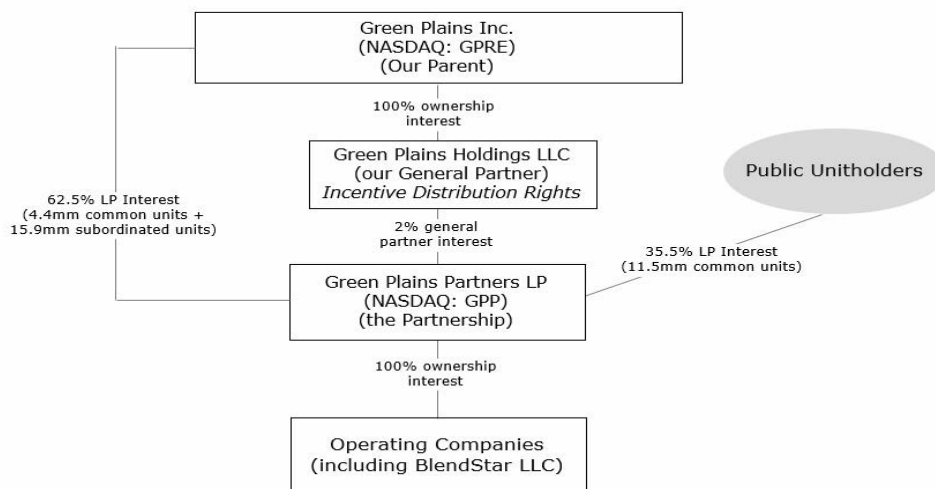 Green Plains Inc.
(NASDAQ: GPRE)
(Our Parent)
100% ownership
interest
Green Plains Holdings LLC
(our General Partner)
Incentive Distribution Rights
Public Unitholders
62.5% LP Interest
(4.4mm common units +
15.9mm subordinated units)
2% general
partner interest
35.5% LP Interest
(11.5mm common units)
Green Plains Partners LP
(NASDAQ: GPP)
(the Partnership)
100% ownership
interest
Operating Companies
(including BlendStar LLC)